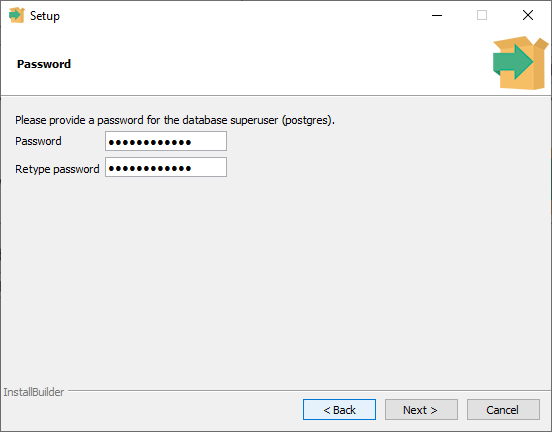 Setup
Password
Please provide a password for the database superuser (postgres).
Password ●●●●●●●●●●●●
Retype password ●●●●●●●●●●●●
InstallBuilder
< Back Next > Cancel